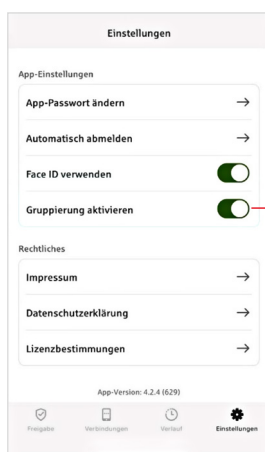 Einstellungen
App-Einstellungen
App-Passwort ändern
Automatisch abmelden
Face ID verwenden
Gruppierung aktivieren
Rechtliches
Impressum
Datenschutzerklärung
Lizenzbestimmungen
App-Version: 4.2.4 (629)
Freigabe Verbindungen Verlauf Einstellungen